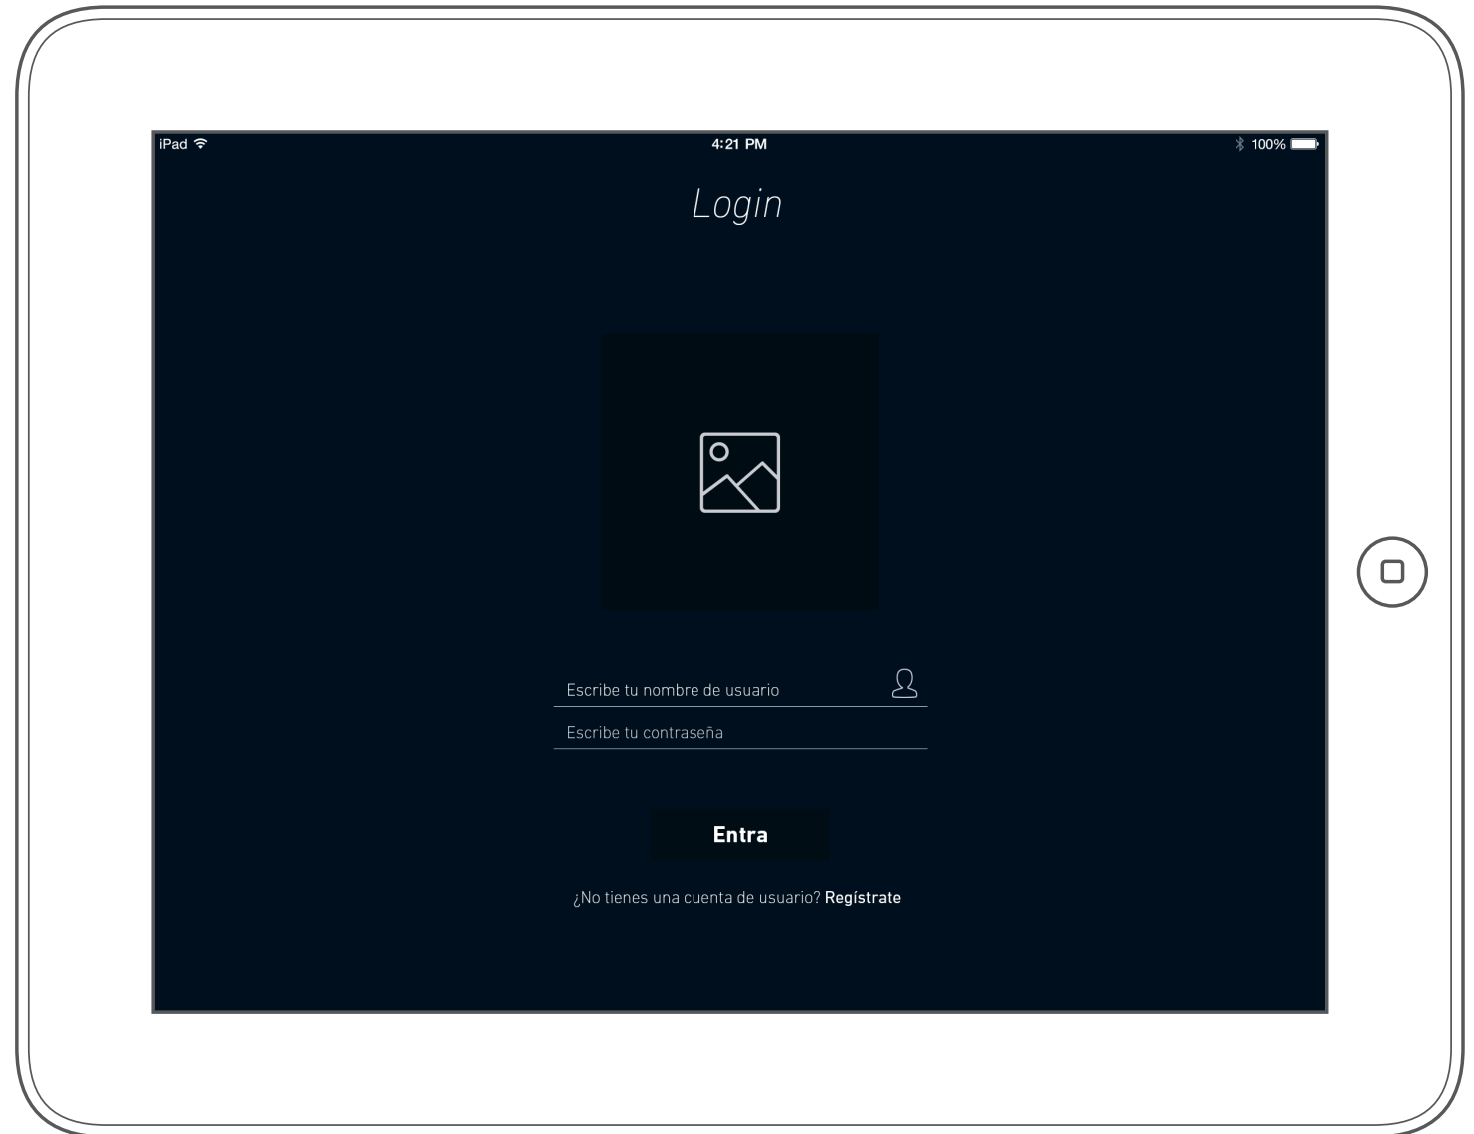 iPad 4:21 PM 100%
Login
Escribe tu nombre de usuario
Escribe tu contraseña
Entra
¿No tienes una cuenta de usuario? Regístrate